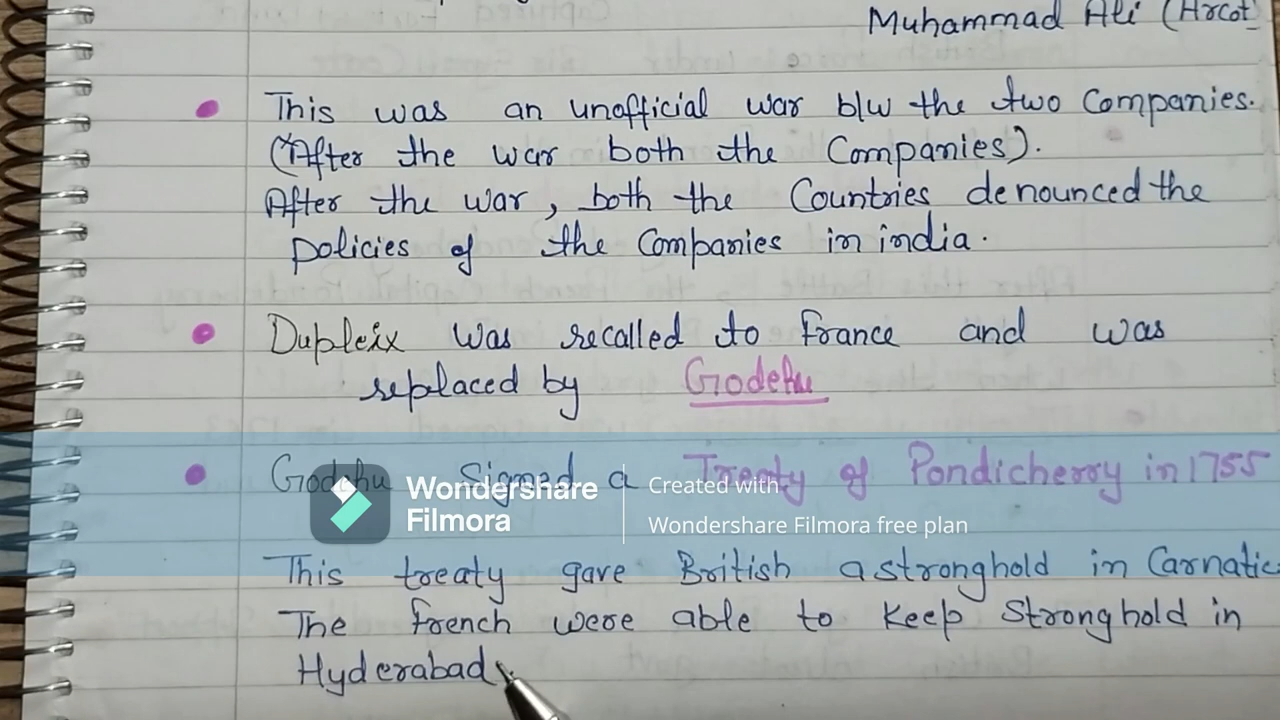 Muhammad Ali (Arcot
This was an unofficial war b/w the two Companies.
(After the war both the Companies).
After the war, both the Countries denounced the
policies of the Companies in india.
Dupleix was recalled to France and was
replaced by Godehu
Godehu Signed a Treaty of Pondicherry in 1755
Wondershare
Filmora
Created with
Wondershare Filmora free plan
This treaty gave British a stronghold in Carnatic.
The french were able to Keep Stronghold in
Hyderabad.